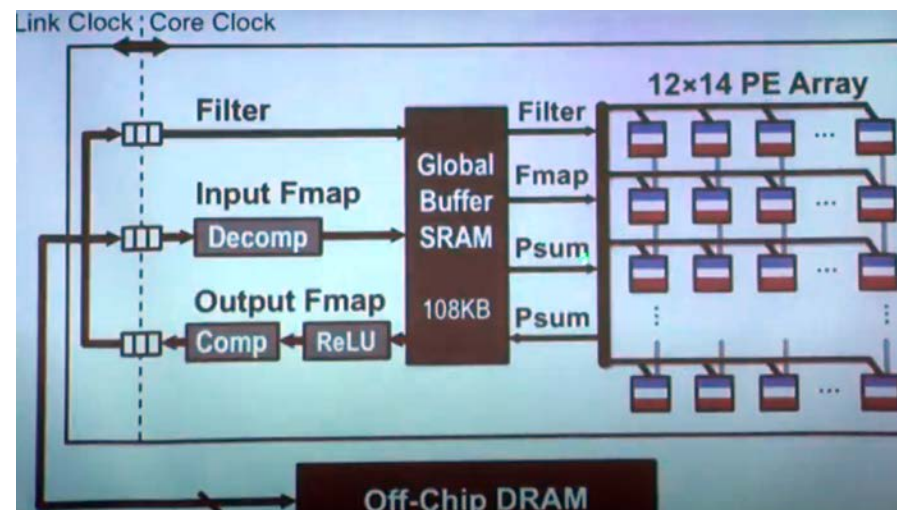 Link Clock Core Clock
12×14 PE Array
Filter
Filter
Global
Buffer
SRAM
108KB
Fmap
Input Fmap
Decomp
Psum
Output Fmap
Psum
Comp
ReLU
...
...
...
...
Off-Chip DRAM